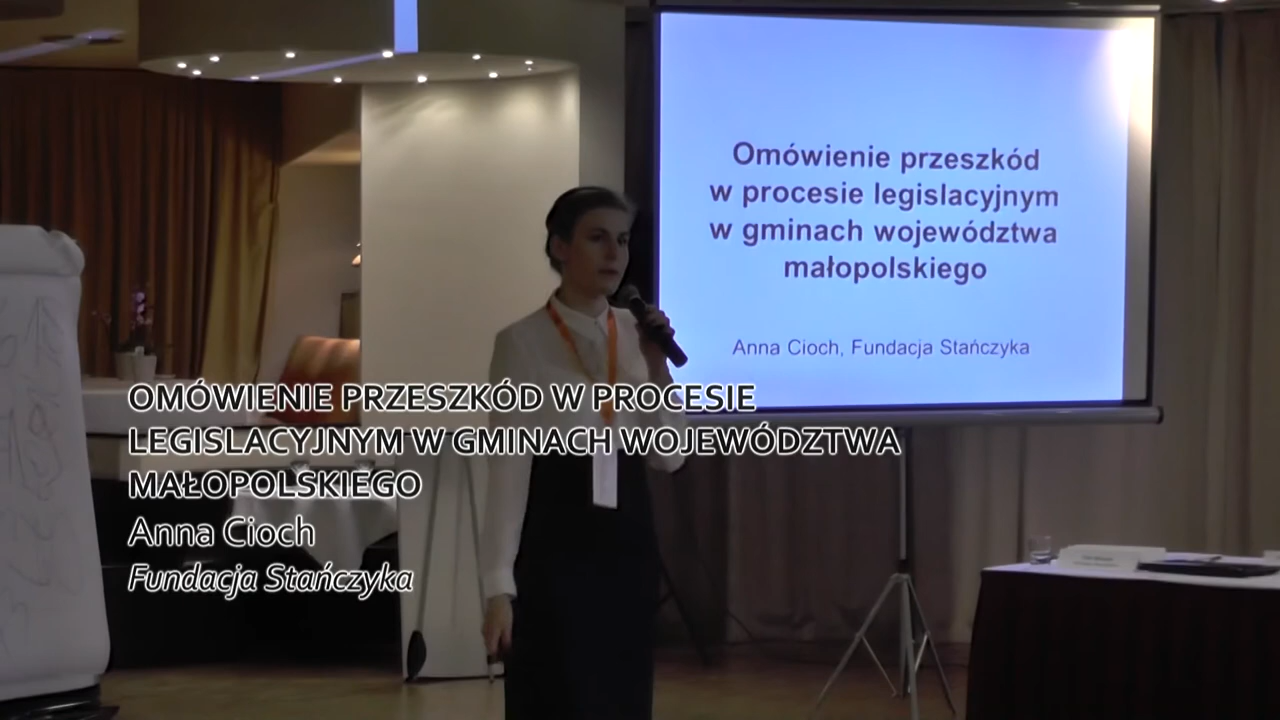 Omówienie przeszkód
w procesie legislacyjnym
w gminach województwa
małopolskiego
Anna Cioch, Fundacja Stańczyka
OMÓWIENIE PRZESZKÓD W PROCESIE
LEGISLACYJNYM W GMINACH WOJEWÓDZTWA
MAŁOPOLSKIEGO
Anna Cioch
Fundacja Stańczyka